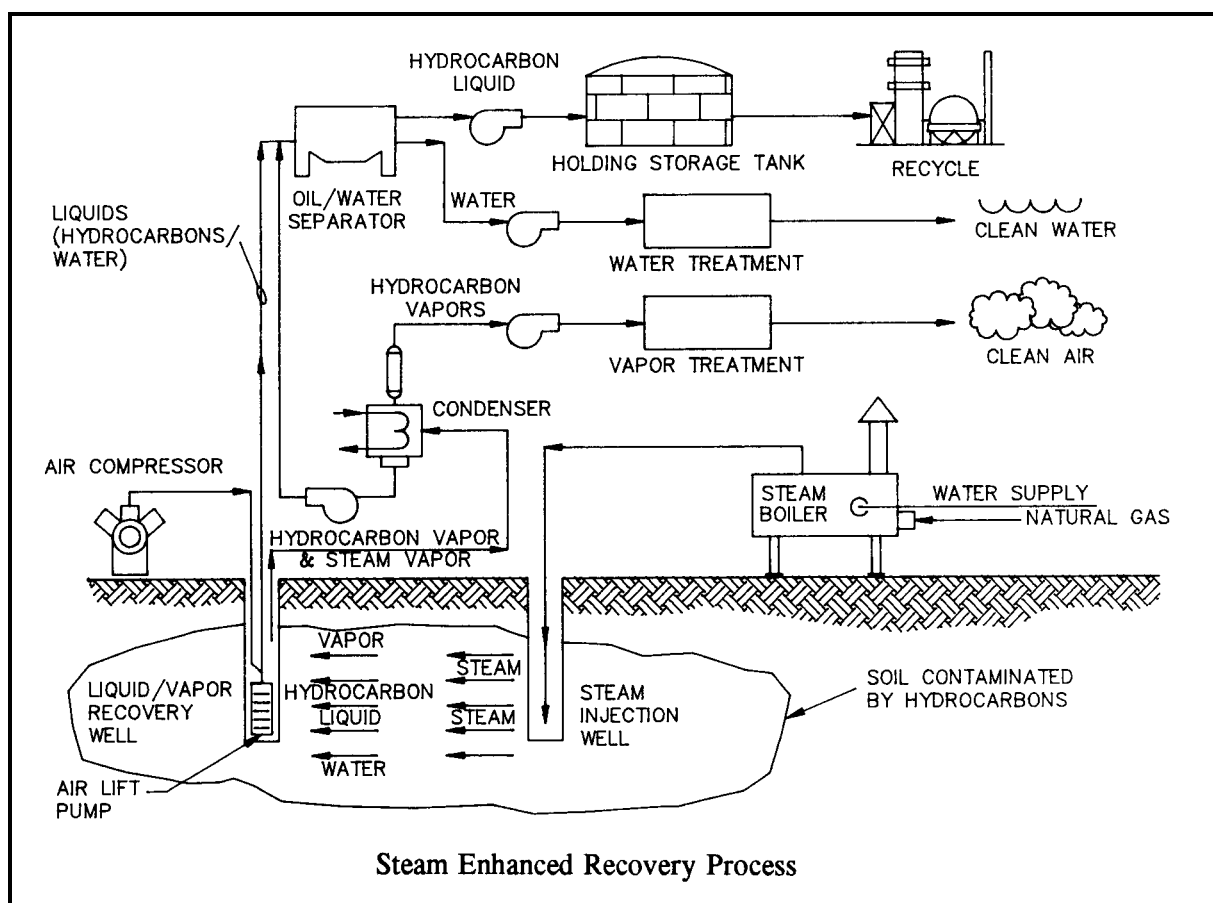 HYDROCARBON
LIQUID
HOLDING STORAGE TANK
RECYCLE
OIL/WATER
SEPARATOR
WATER
LIQUIDS
(HYDROCARBONS/
WATER)
WATER TREATMENT
CLEAN WATER
HYDROCARBON
VAPORS
VAPOR TREATMENT
CLEAN AIR
CONDENSER
AIR COMPRESSOR
STEAM
BOILER
WATER SUPPLY
NATURAL GAS
HYDROCARBON VAPOR
& STEAM VAPOR
VAPOR
STEAM
LIQUID/VAPOR
RECOVERY
WELL
HYDROCARBON
LIQUID
STEAM
WATER
STEAM
INJECTION
WELL
SOIL CONTAMINATED
BY HYDROCARBONS
AIR LIFT
PUMP
Steam Enhanced Recovery Process